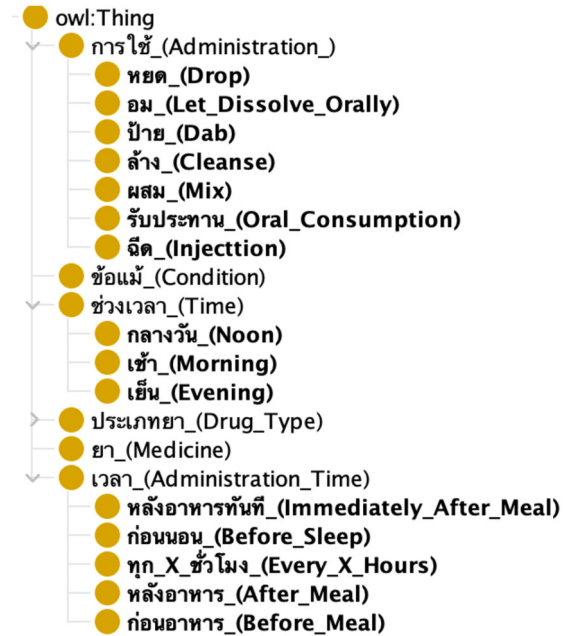 owl:Thing
การใช้_(Administration_)
หยด_(Drop)
อม_(Let_Dissolve_Orally)
ป้าย_(Dab)
ล้าง_(Cleanse)
ผสม_(Mix)
รับประทาน_(Oral_Consumption)
ฉีด_(Injecttion)
ข้อแม้_(Condition)
ช่วงเวลา_(Time)
กลางวัน_(Noon)
เช้า_(Morning)
เย็น_(Evening)
ประเภทยา_(Drug_Type)
ยา_(Medicine)
เวลา_(Administration_Time)
หลังอาหารทันที_(Immediately_After_Meal)
ก่อนนอน_(Before_Sleep)
ทุก_X_ชั่วโมง_(Every_X_Hours)
หลังอาหาร_(After_Meal)
ก่อนอาหาร_(Before_Meal)